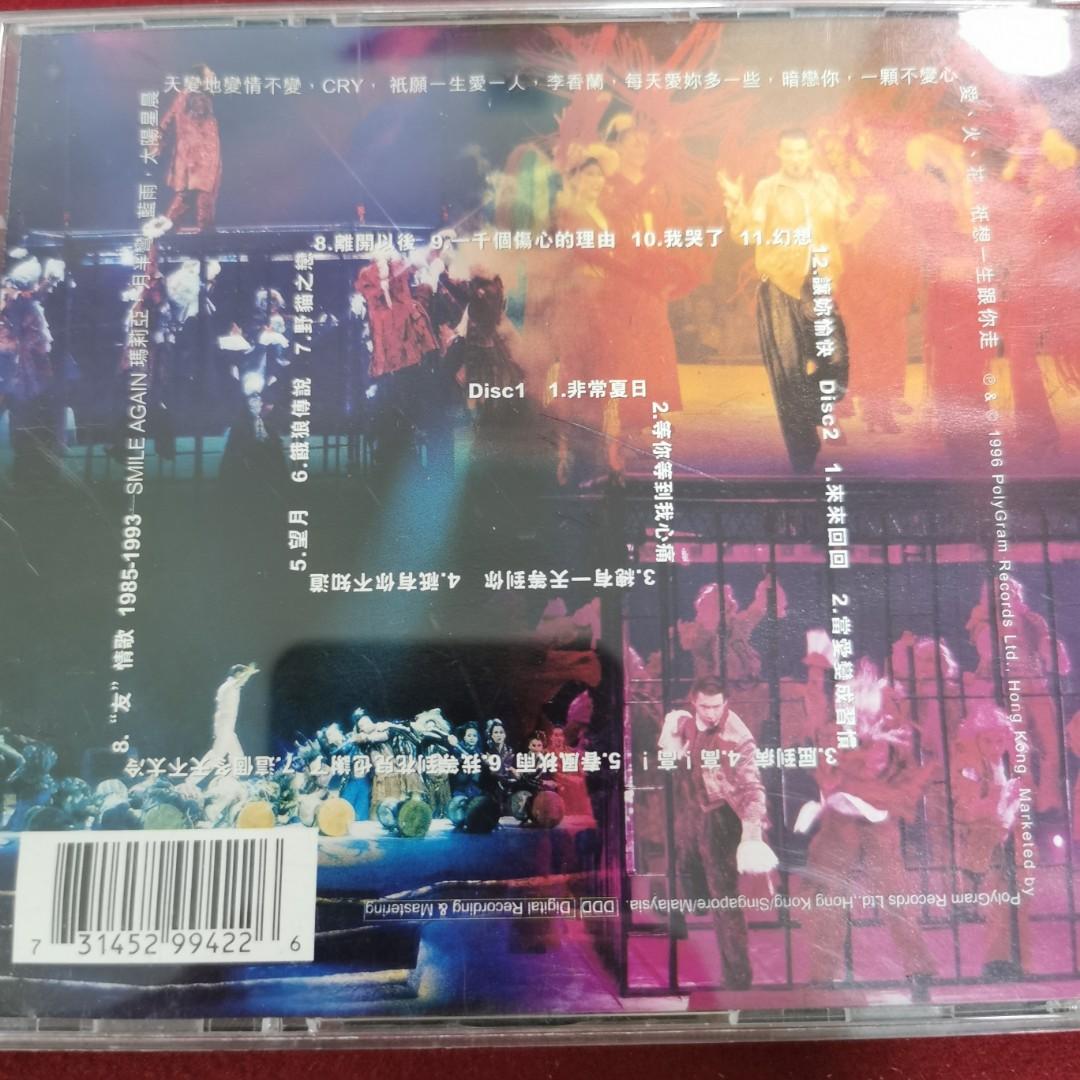 Disc1 1.非常夏日
2.等你等到我心痛
3.總有一天等到你 4.祇有你不知道
5.望月 6.餓狼傳說 7.野貓之戀
8.離開以後 9.一千個傷心的理由 10.我哭了 11.幻想
12.讓妳愉快 Disc2 1.來來回回 2.當愛變成習慣
3.回到 4.高！高！ 5.春風秋雨 6.我等到花兒也謝了 7.這個冬天不太冷
8.“友”情歌 1985-1993—SMILE AGAIN 瑪莉亞，月半彎，藍雨，太陽星晨
天變地變情不變，CRY，祇願一生愛一人，李香蘭，每天愛妳多一些，暗戀你，一顆不變心
愛、火、花 祇想一生跟你走 ℗ & © 1996 PolyGram Records Ltd., Hong Kong. Marketed by
PolyGram Records Ltd. Hong Kong/Singapore/Malaysia. DDD Digital Recording & Mastering
7 31452 99422 6